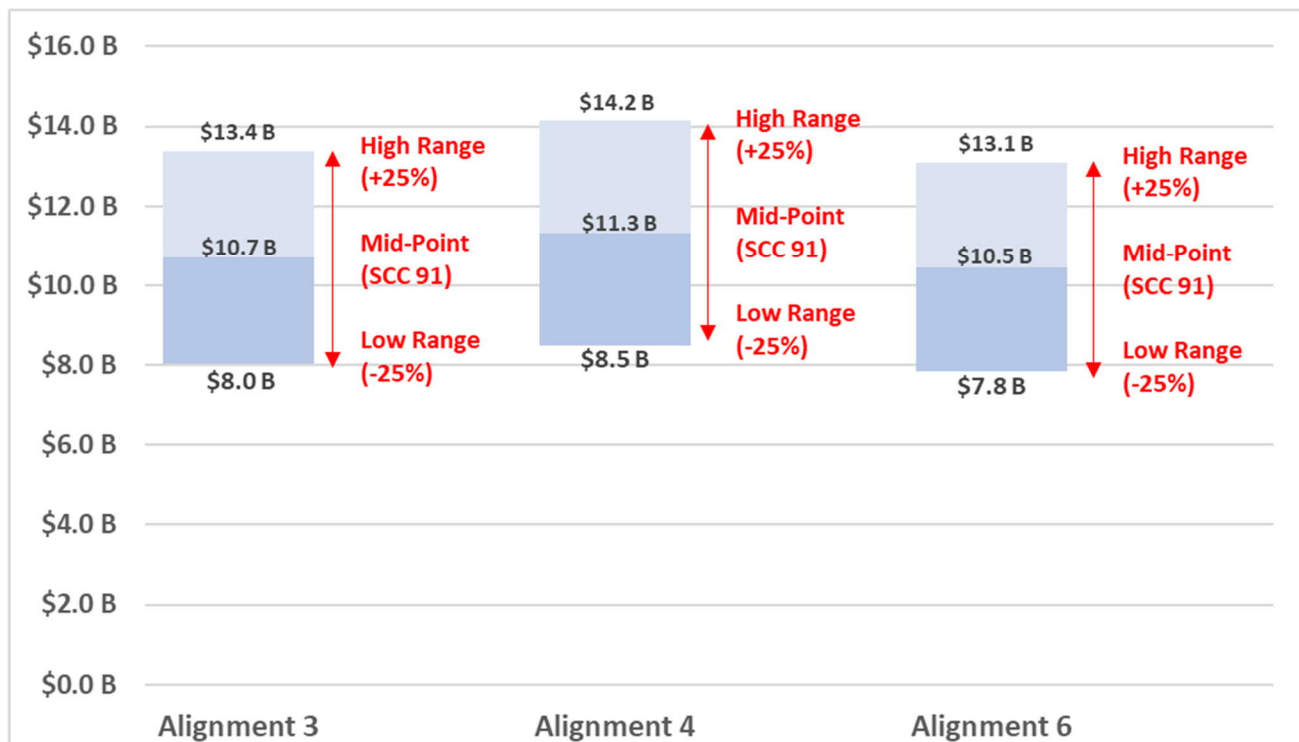 $16.0 B
$14.0 B
$12.0 B
$10.0 B
$8.0 B
$6.0 B
$4.0 B
$2.0 B
$0.0 B
$13.4 B
$10.7 B
$8.0 B
High Range
(+25%)
Mid-Point
(SCC 91)
Low Range
(-25%)
$14.2 B
$11.3 B
$8.5 B
High Range
(+25%)
Mid-Point
(SCC 91)
Low Range
(-25%)
$13.1 B
$10.5 B
$7.8 B
High Range
(+25%)
Mid-Point
(SCC 91)
Low Range
(-25%)
Alignment 3
Alignment 4
Alignment 6